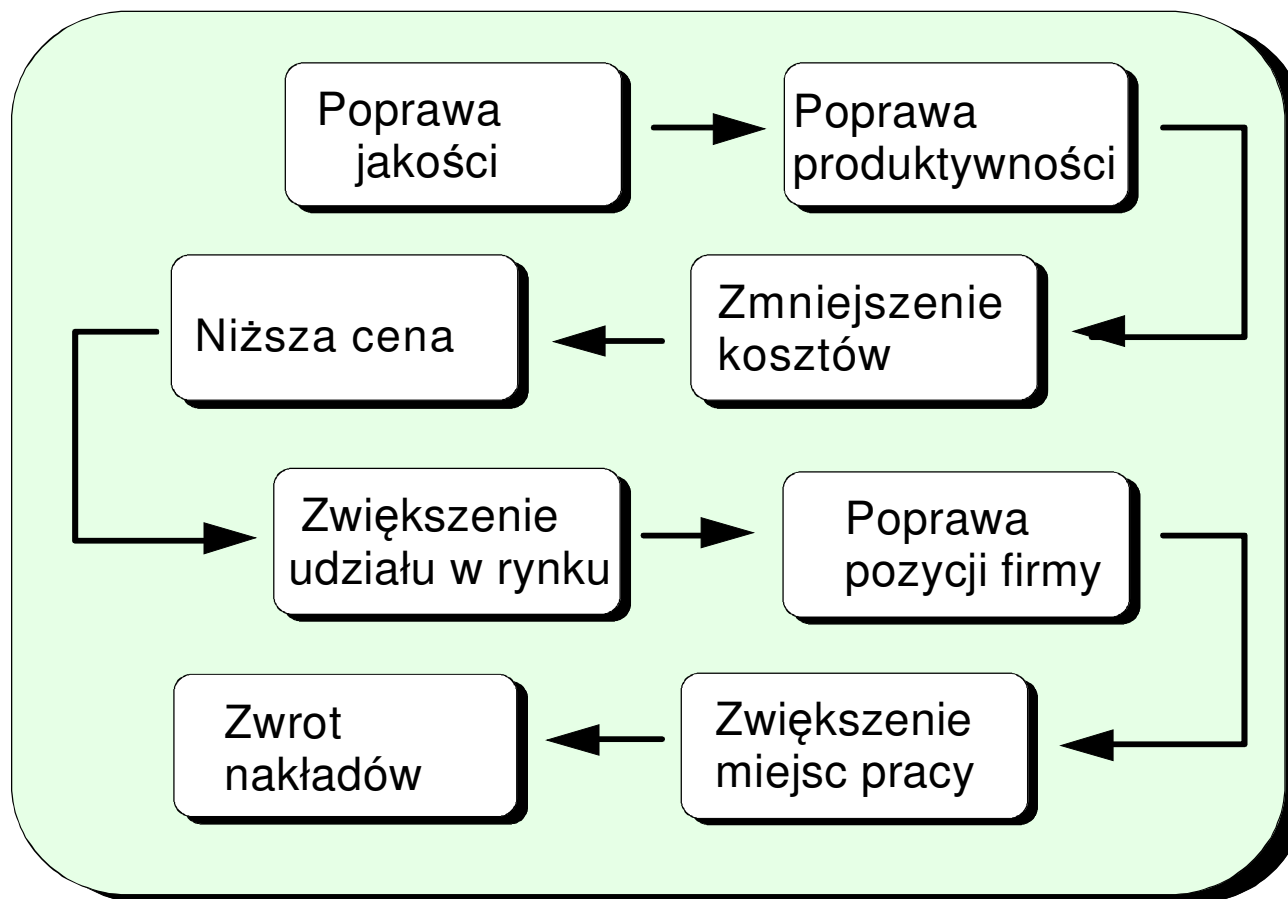 Poprawa
jakości
Poprawa
produktywności
Zmniejszenie
kosztów
Niższa cena
Zwiększenie
udziału w rynku
Poprawa
pozycji firmy
Zwiększenie
miejsc pracy
Zwrot
nakładów